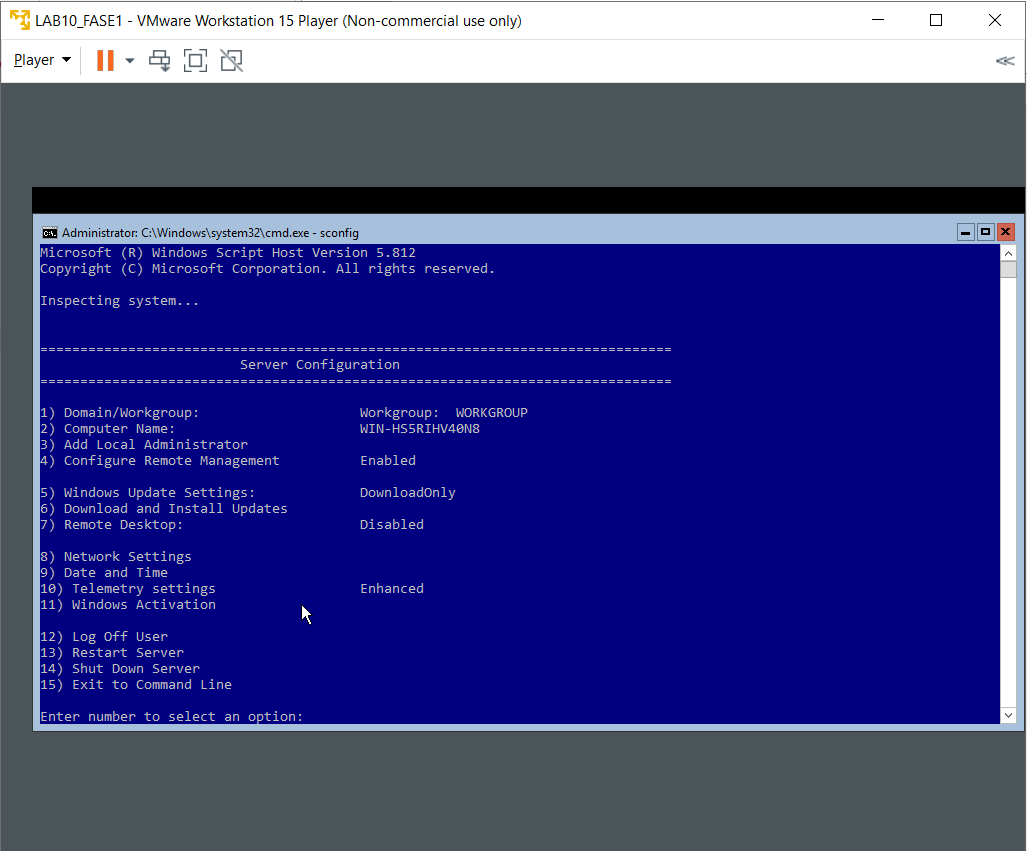 LAB10_FASE1 - VMware Workstation 15 Player (Non-commercial use only)
Player
Administrator: C:\Windows\system32\cmd.exe - sconfig
Microsoft (R) Windows Script Host Version 5.812
Copyright (C) Microsoft Corporation. All rights reserved.
Inspecting system...
===============================================================================
Server Configuration
===============================================================================
1) Domain/Workgroup: Workgroup: WORKGROUP
2) Computer Name: WIN-HS5RIHV40N8
3) Add Local Administrator
4) Configure Remote Management Enabled
5) Windows Update Settings: DownloadOnly
6) Download and Install Updates
7) Remote Desktop: Disabled
8) Network Settings
9) Date and Time
10) Telemetry settings Enhanced
11) Windows Activation
12) Log Off User
13) Restart Server
14) Shut Down Server
15) Exit to Command Line
Enter number to select an option: